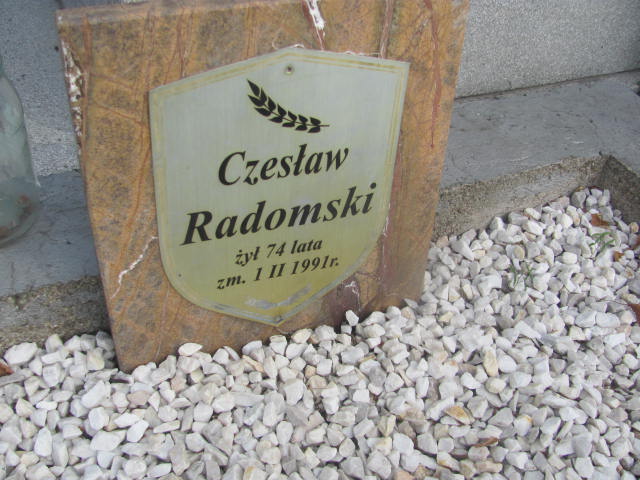 Czesław
Radomski
żył 74 lata
zm. 1 II 1991r.